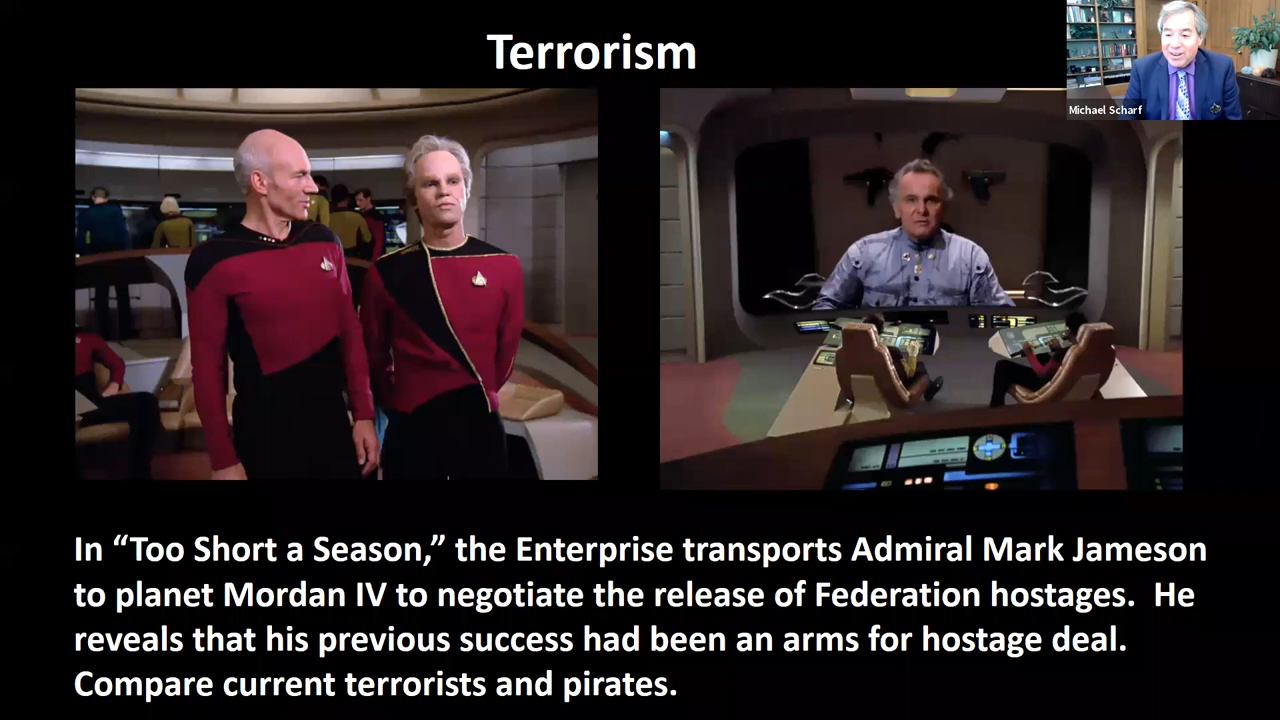 Terrorism
Michael Scharf
In “Too Short a Season,” the Enterprise transports Admiral Mark Jameson
to planet Mordan IV to negotiate the release of Federation hostages.  He
reveals that his previous success had been an arms for hostage deal.
Compare current terrorists and pirates.